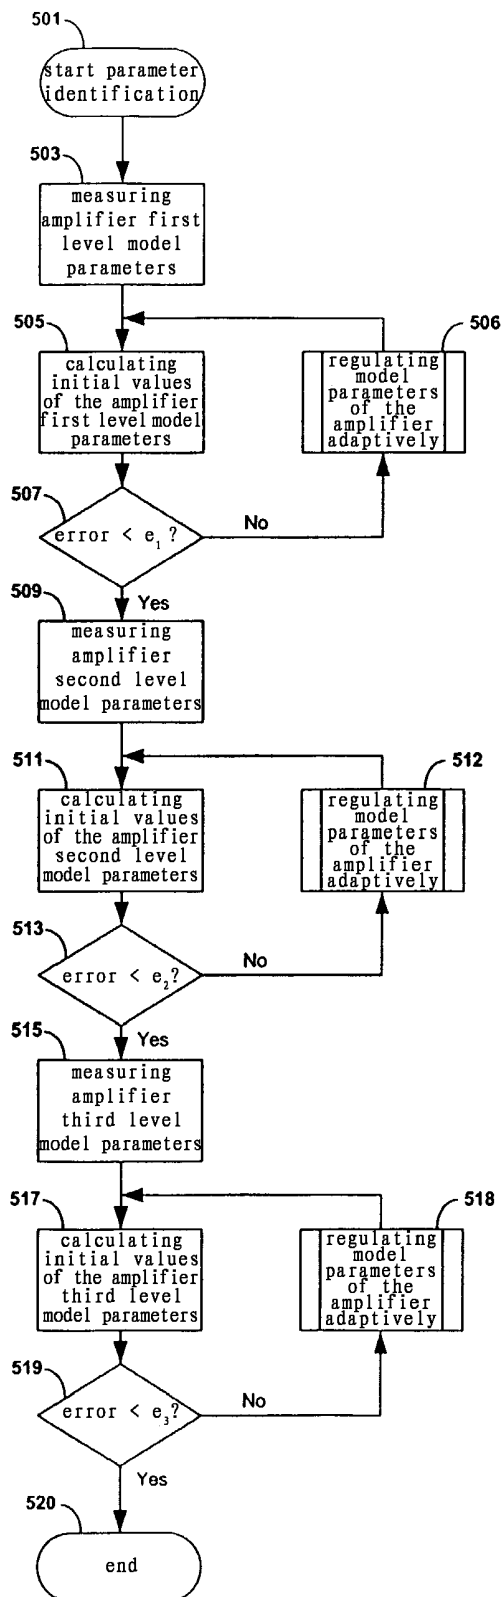 501
start parameter
identification
503
measuring
amplifier first
level model
parameters
505
calculating
initial values
of the amplifier
first level model
parameters
506
regulating
model
parameters
of the
amplifier
adaptively
507
error < e1 ?
No
Yes
509
measuring
amplifier
second level
model parameters
511
calculating
initial values
of the amplifier
second level
model parameters
512
regulating
model
parameters
of the
amplifier
adaptively
513
error < e2?
No
Yes
515
measuring
amplifier
third level
model parameters
517
calculating
initial values
of the amplifier
third level
model parameters
518
regulating
model
parameters
of the
amplifier
adaptively
519
error < e3?
No
Yes
520
end